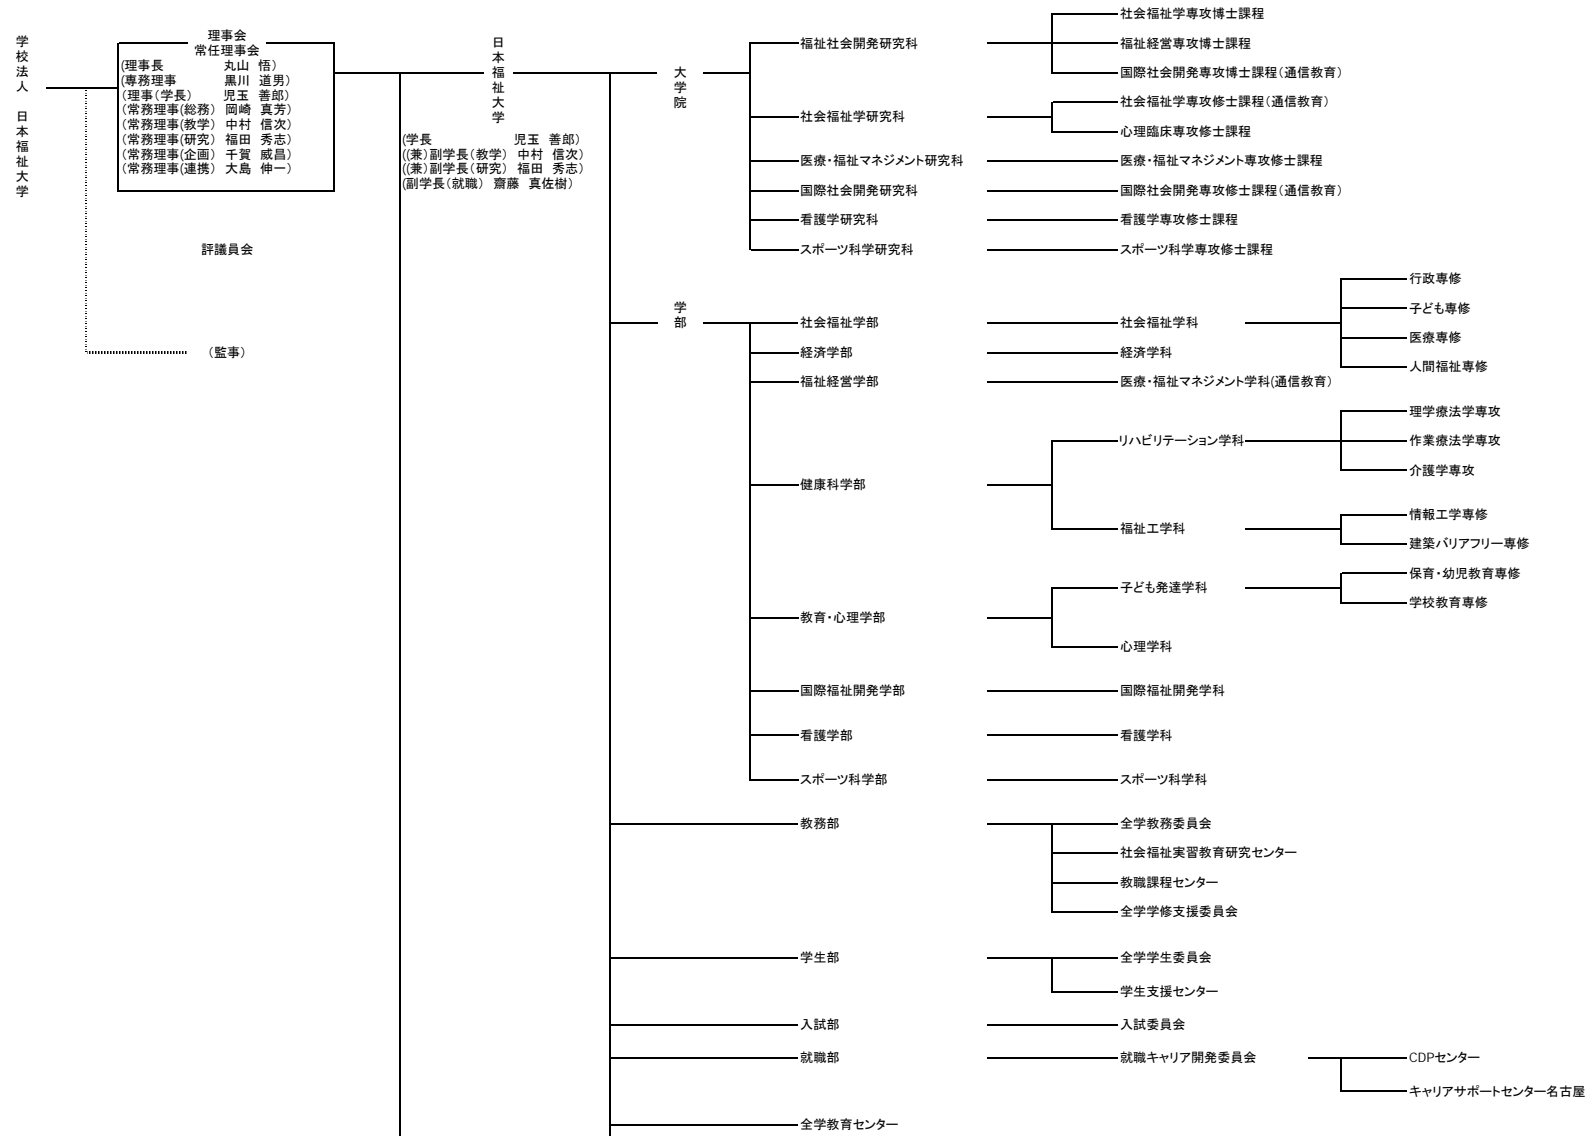 学校法人 日本福祉大学
理事会
常任理事会
(理事長 丸山 悟)
(専務理事 黒川 道男)
(理事(学長) 児玉 善郎)
(常務理事(総務) 岡崎 真芳)
(常務理事(教学) 中村 信次)
(常務理事(研究) 福田 秀志)
(常務理事(企画) 千賀 威昌)
(常務理事(連携) 大島 伸一)
評議員会
(監事)
日本福祉大学
(学長 児玉 善郎)
((兼)副学長(教学) 中村 信次)
((兼)副学長(研究) 福田 秀志)
(副学長(就職) 齋藤 真佐樹)
大学院
福祉社会開発研究科
社会福祉学専攻博士課程
福祉経営専攻博士課程
国際社会開発専攻博士課程(通信教育)
社会福祉学研究科
社会福祉学専攻修士課程(通信教育)
心理臨床専攻修士課程
医療・福祉マネジメント研究科
医療・福祉マネジメント専攻修士課程
国際社会開発研究科
国際社会開発専攻修士課程(通信教育)
看護学研究科
看護学専攻修士課程
スポーツ科学研究科
スポーツ科学専攻修士課程
学部
社会福祉学部
社会福祉学科
行政専修
子ども専修
医療専修
人間福祉専修
経済学部
経済学科
福祉経営学部
医療・福祉マネジメント学科(通信教育)
健康科学部
リハビリテーション学科
理学療法学専攻
作業療法学専攻
介護学専攻
福祉工学科
情報工学専修
建築バリアフリー専修
教育・心理学部
子ども発達学科
保育・幼児教育専修
学校教育専修
心理学科
国際福祉開発学部
国際福祉開発学科
看護学部
看護学科
スポーツ科学部
スポーツ科学科
教務部
全学教務委員会
社会福祉実習教育研究センター
教職課程センター
全学学修支援委員会
学生部
全学学生委員会
学生支援センター
入試部
入試委員会
就職部
就職キャリア開発委員会
CDPセンター
キャリアサポートセンター名古屋
全学教育センター